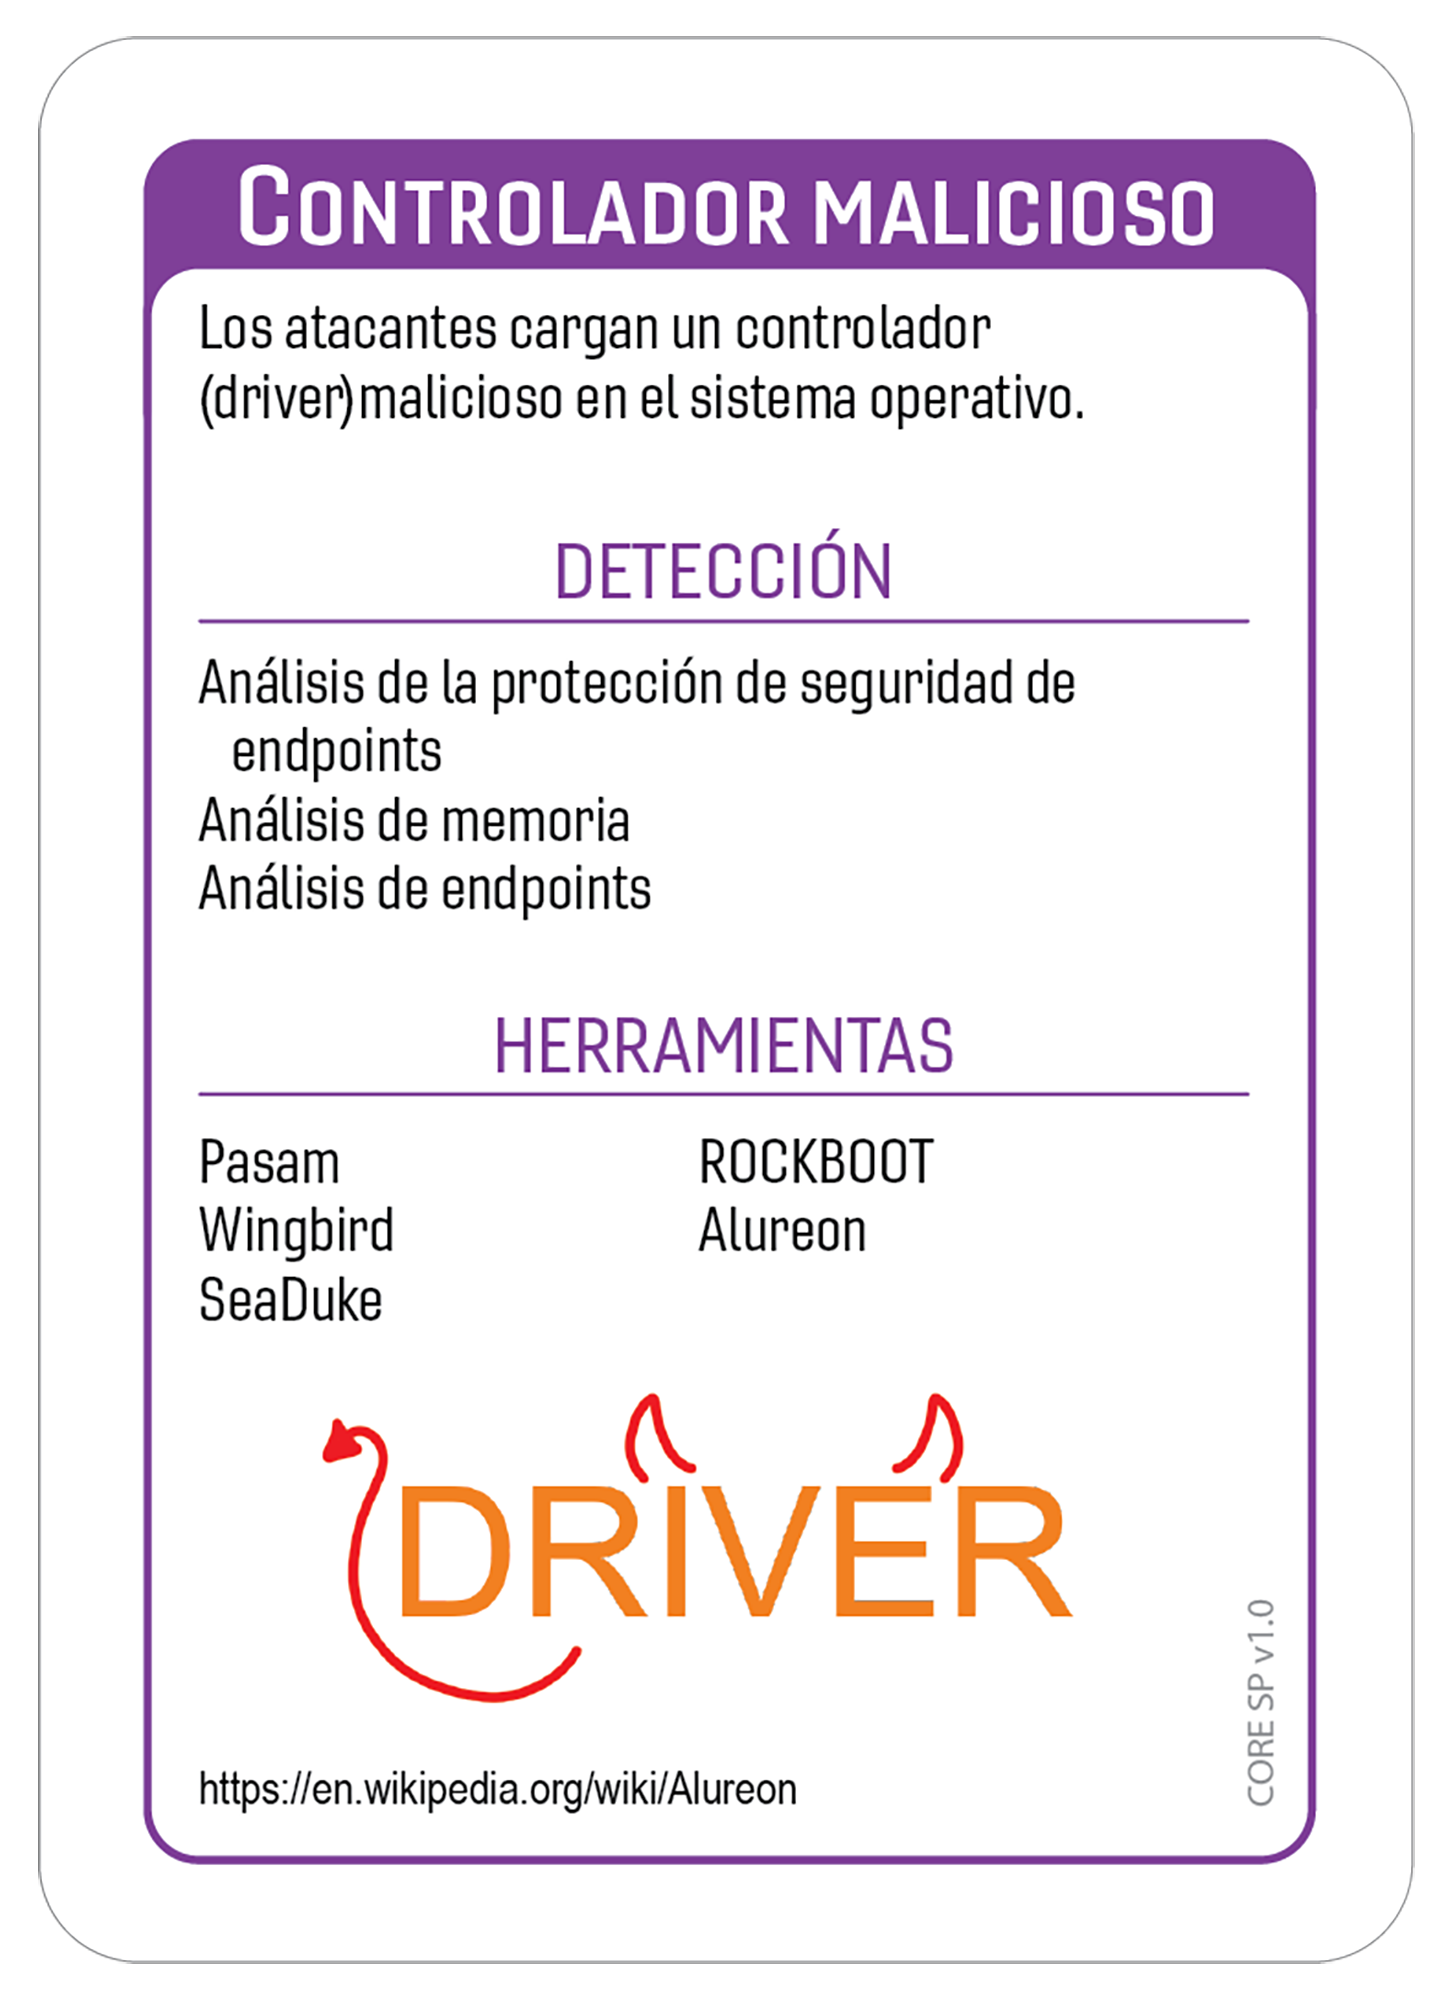 CONTROLADOR MALICIOSO
Los atacantes cargan un controlador
(driver)malicioso en el sistema operativo.
DETECCIÓN
Análisis de la protección de seguridad de
endpoints
Análisis de memoria
Análisis de endpoints
HERRAMIENTAS
Pasam
Wingbird
SeaDuke
ROCKBOOT
Alureon
DRIVER
https://en.wikipedia.org/wiki/Alureon
CORE SP v1.0